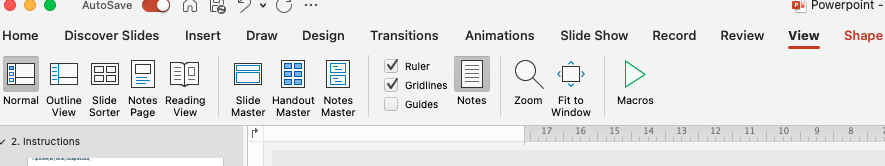 AutoSave
Powerpoint -
Home Discover Slides Insert Draw Design Transitions Animations Slide Show Record Review View Shape
Ruler
Gridlines
Guides
Normal Outline View Slide Sorter Notes Page Reading View Slide Master Handout Master Notes Master Notes Zoom Fit to Window Macros
2. Instructions
17 16 15 14 13 12 11 10 9 8